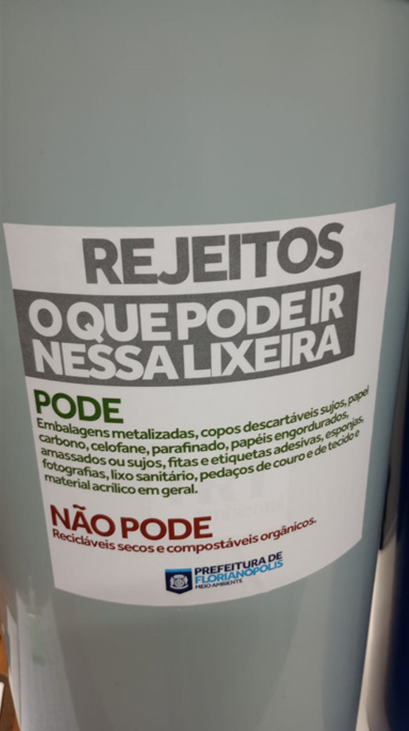 REJEITOS
O QUE PODE IR
NESSA LIXEIRA
PODE
Embalagens metalizadas, copos descartáveis sujos, papel
carbono, celofane, parafinado, papéis engordurados,
amassados ou sujos, fitas e etiquetas adesivas, esponjas,
fotografias, lixo sanitário, pedaços de couro e de tecido e
material acrílico em geral.
NÃO PODE
Recicláveis secos e compostáveis orgânicos.
PREFEITURA DE
FLORIANÓPOLIS
MEIO AMBIENTE